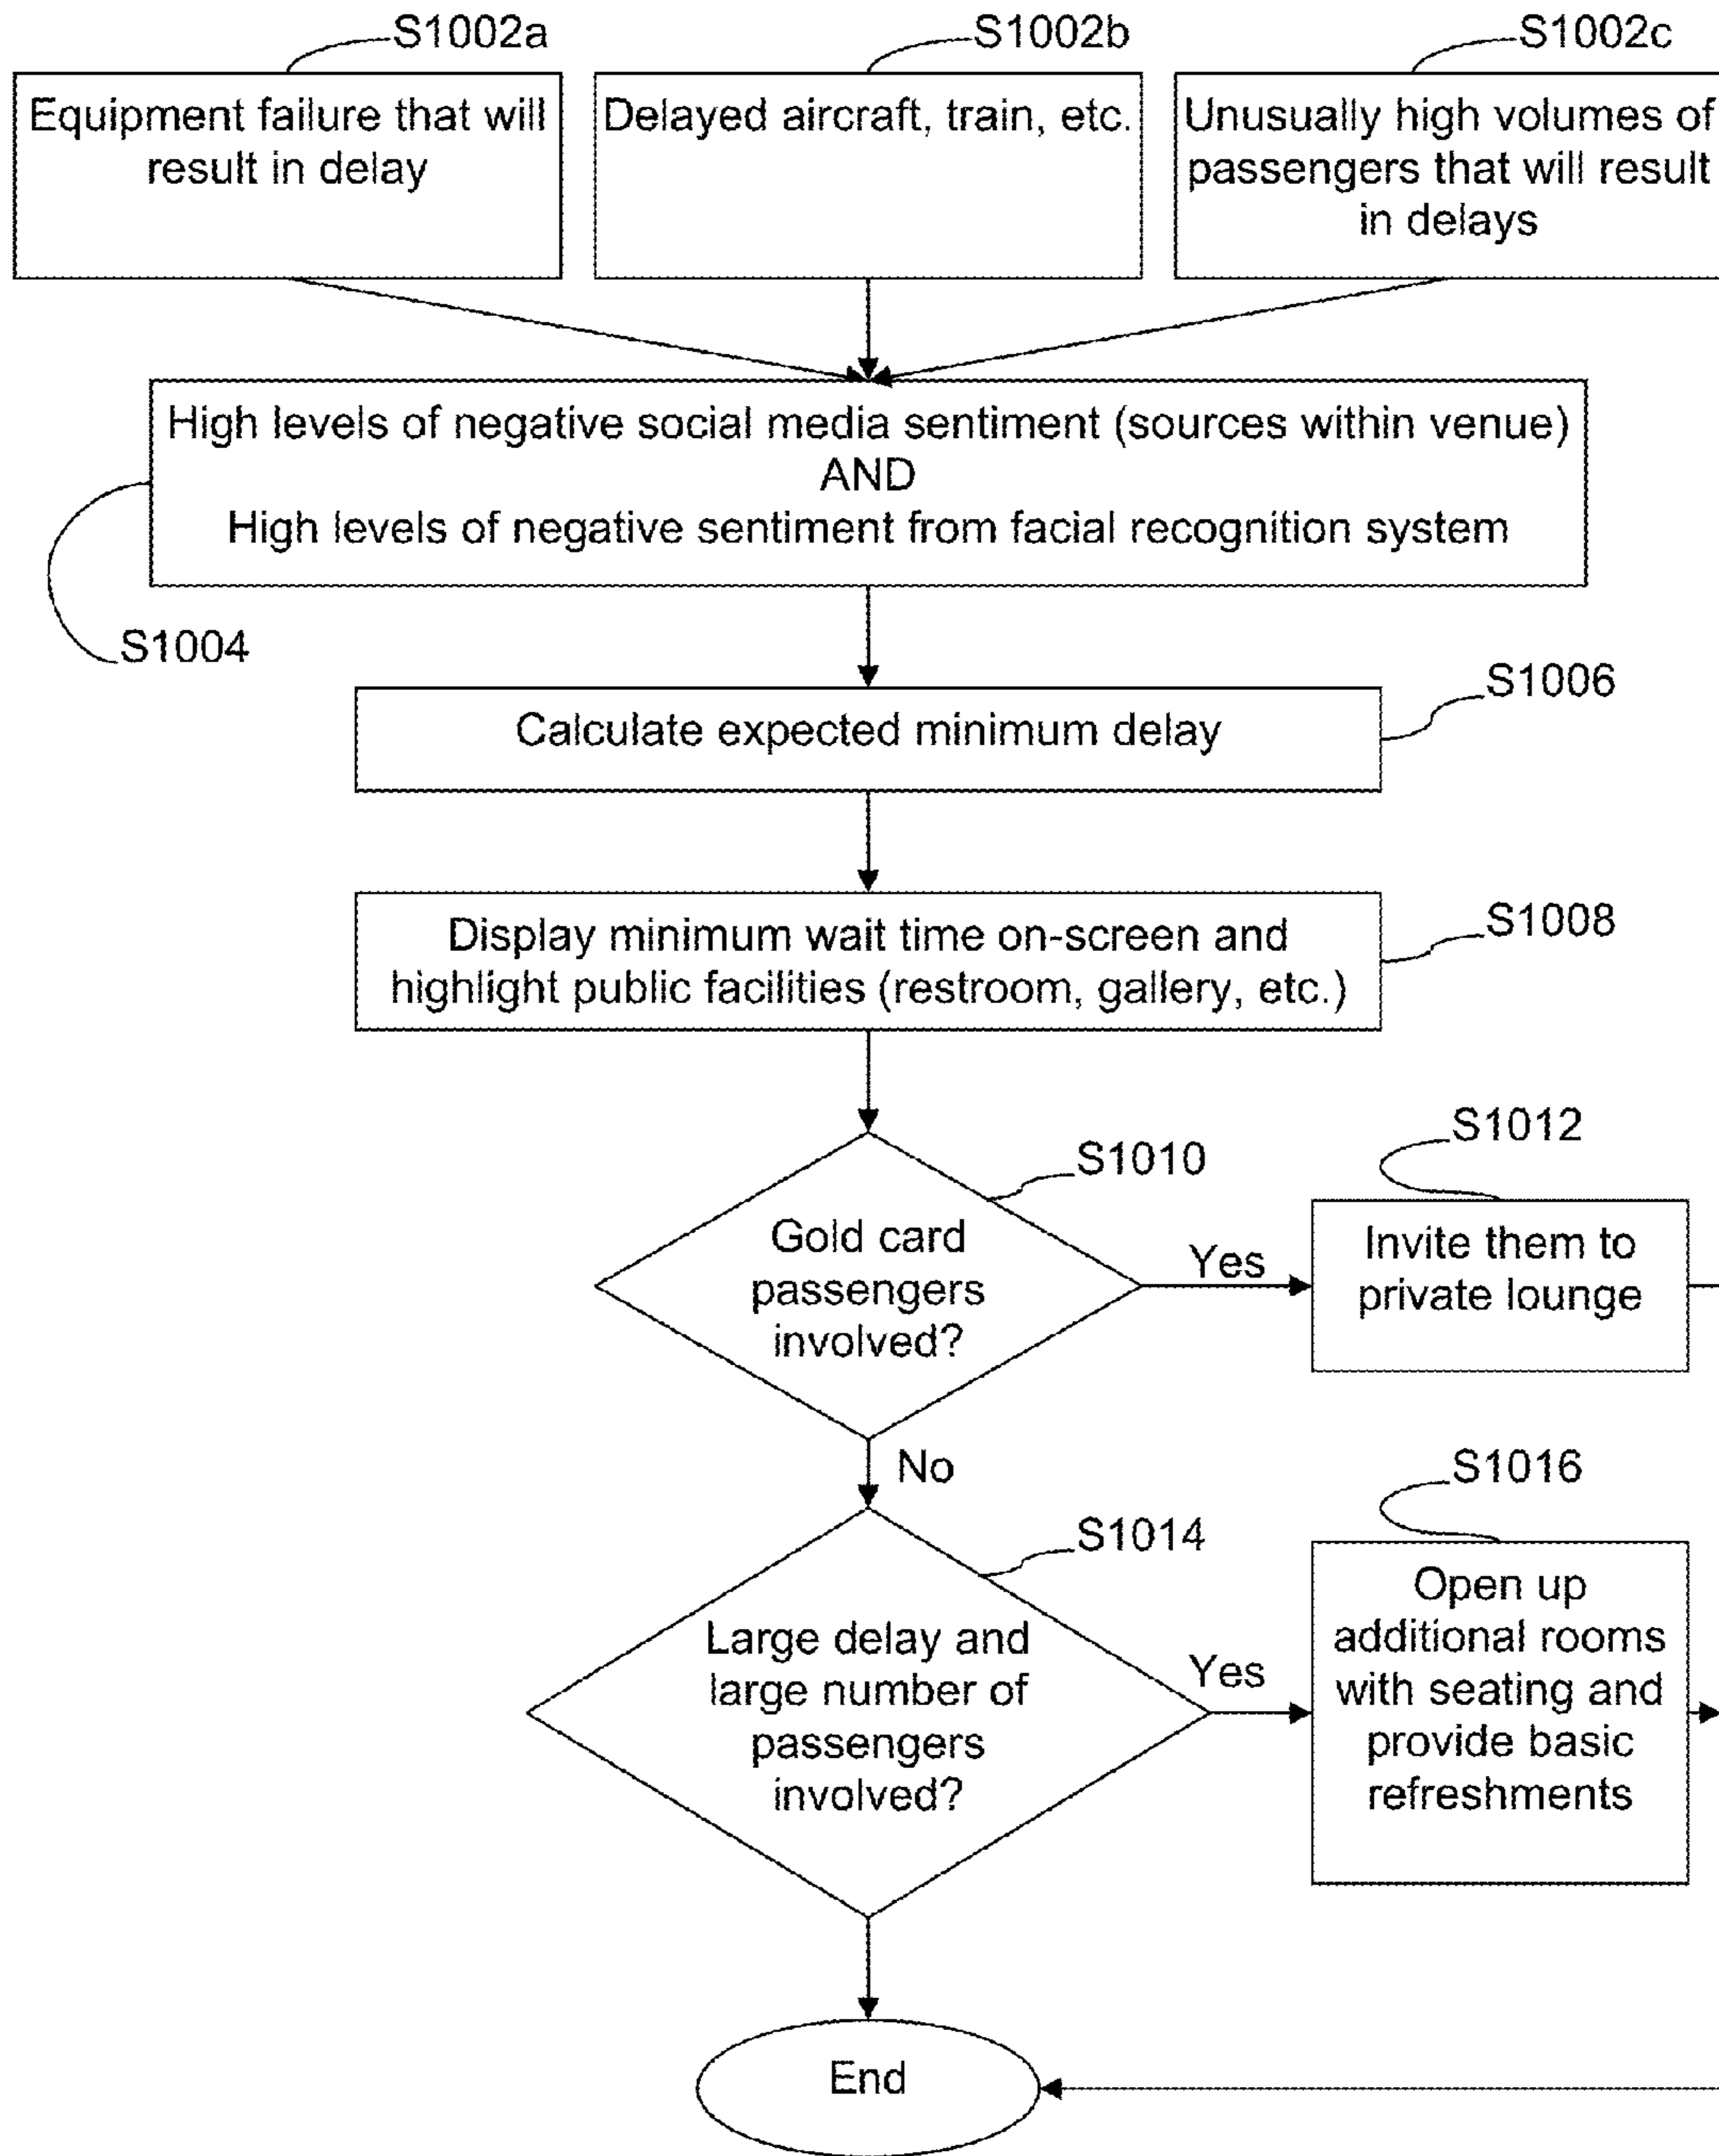 S1002a
S1002b
S1002c
Equipment failure that will
result in delay
Delayed aircraft, train, etc.
Unusually high volumes of
passengers that will result
in delays
High levels of negative social media sentiment (sources within venue)
AND
High levels of negative sentiment from facial recognition system
S1004
S1006
Calculate expected minimum delay
S1008
Display minimum wait time on-screen and
highlight public facilities (restroom, gallery, etc.)
S1010
Gold card
passengers
involved?
Yes
S1012
Invite them to
private lounge
No
S1014
Large delay and
large number of
passengers
involved?
Yes
S1016
Open up
additional rooms
with seating and
provide basic
refreshments
End